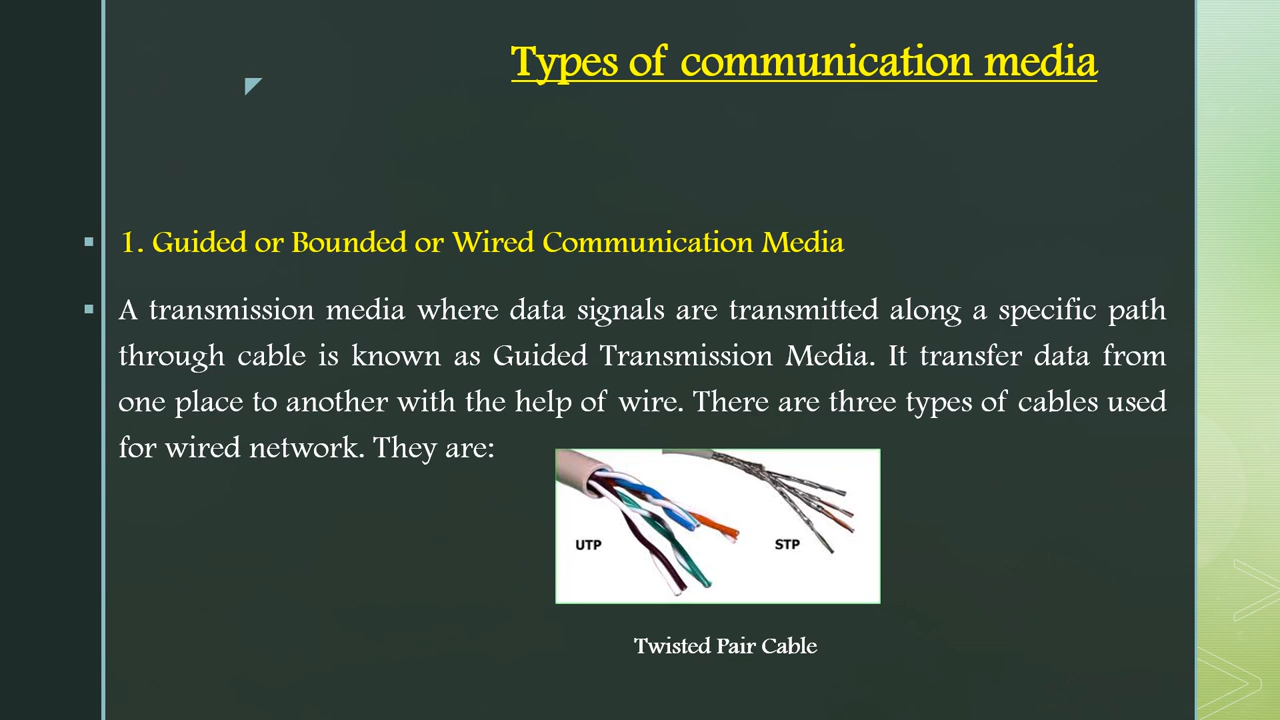 Types of communication media
1. Guided or Bounded or Wired Communication Media
A transmission media where data signals are transmitted along a specific path
through cable is known as Guided Transmission Media. It transfer data from
one place to another with the help of wire. There are three types of cables used
for wired network. They are:
UTP
STP
Twisted Pair Cable